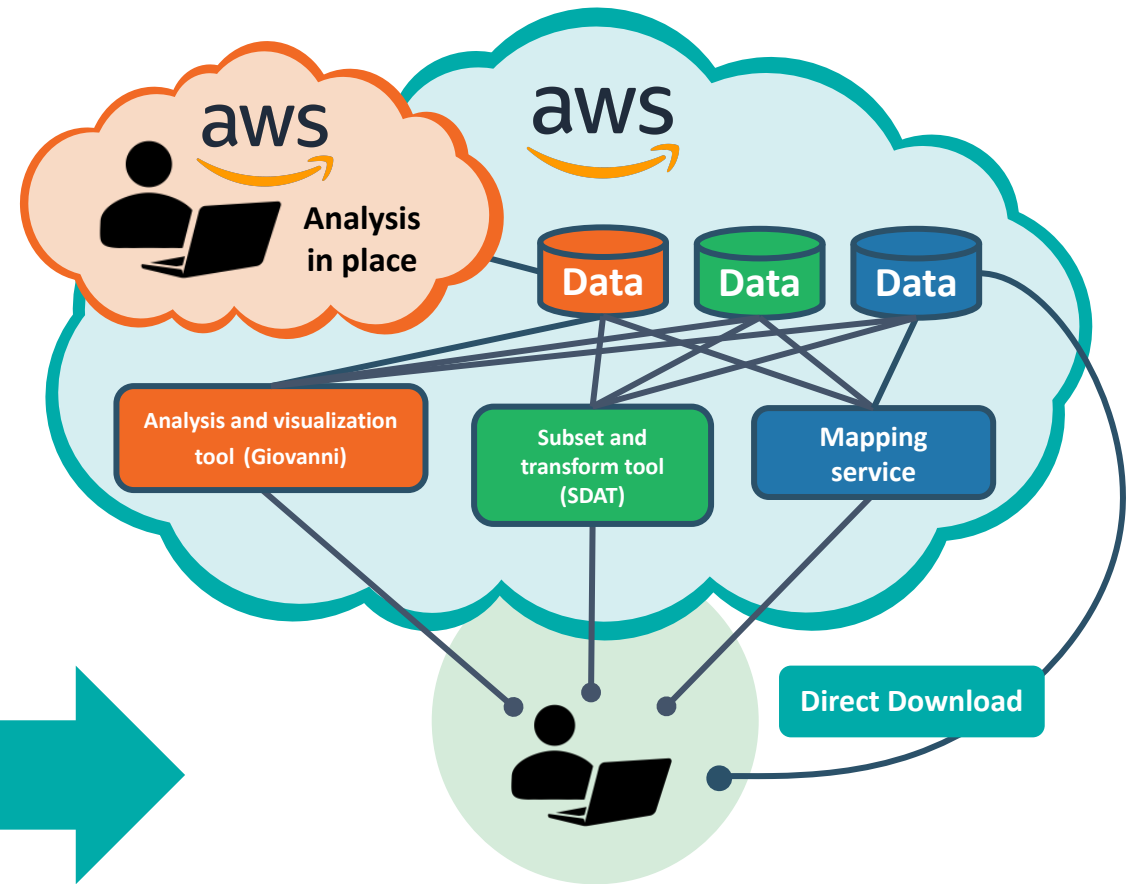 aws
Analysis
in place
aws
Data
Data
Data
Analysis and visualization
tool (Giovanni)
Subset and
transform tool
(SDAT)
Mapping
service
Direct Download